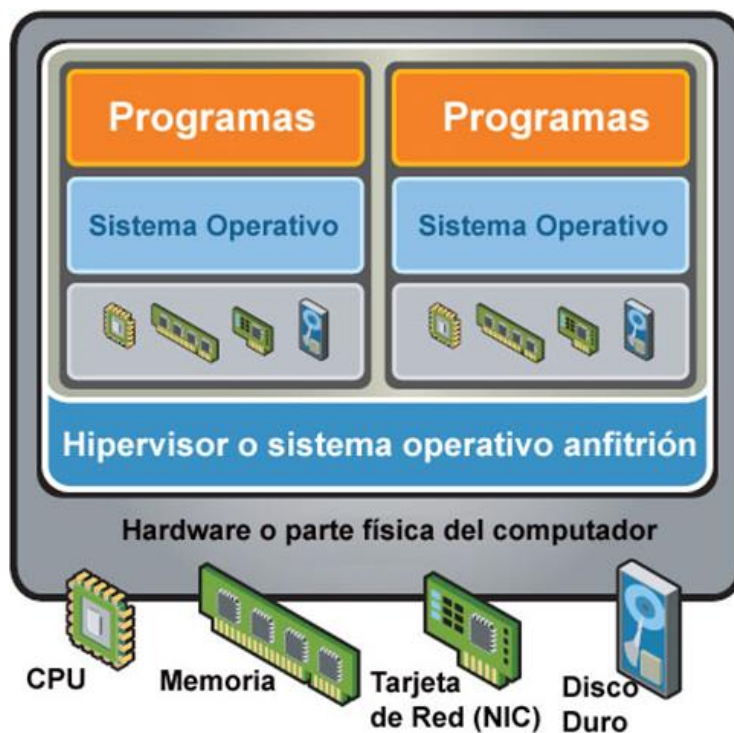 Programas
Programas
Sistema Operativo
Sistema Operativo
Hipervisor o sistema operativo anfitrión
Hardware o parte física del computador
CPU
Memoria
Tarjeta
de Red (NIC)
Disco
Duro